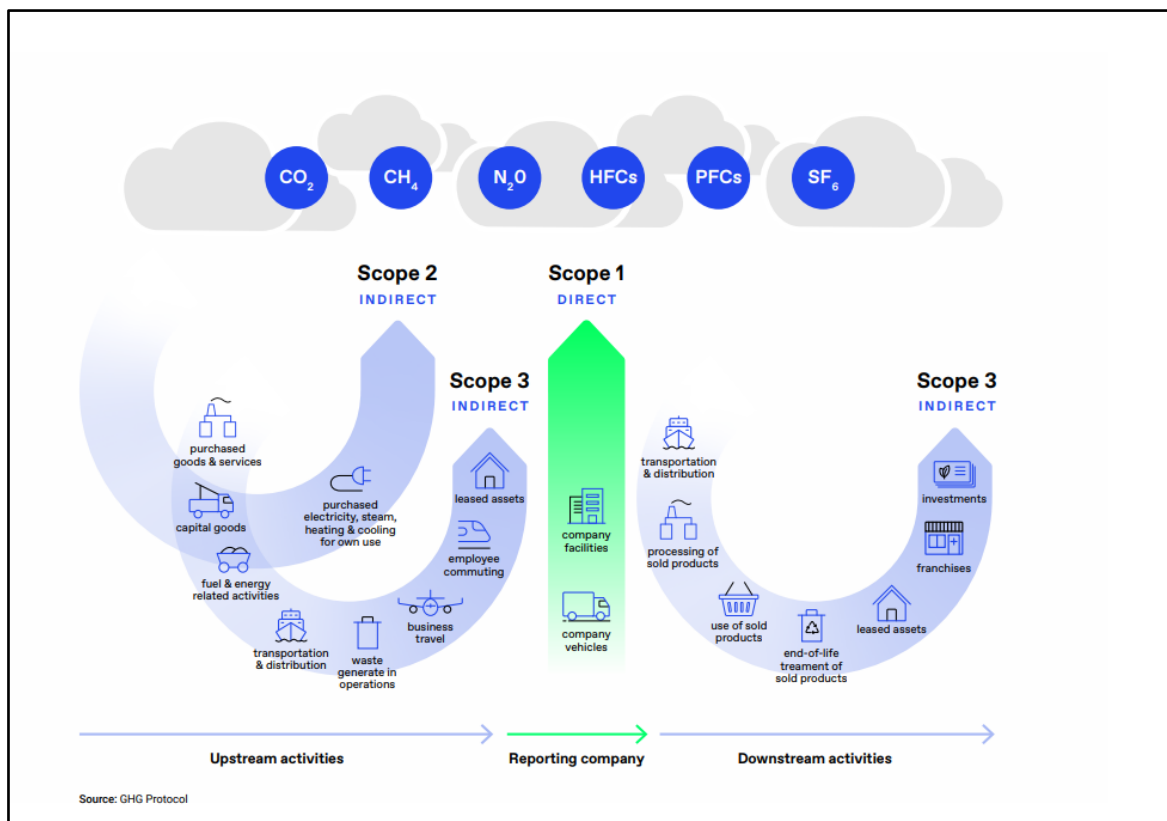 CO2
CH4
N20
HFCs
PFCs
SF6
Scope 2
INDIRECT
Scope 1
DIRECT
Scope 3
INDIRECT
Scope 3
INDIRECT
purchased
goods & services
capital goods
fuel & energy
related activities
transportation
& distribution
waste
generate in
operations
business
travel
employee
commuting
leased assets
purchased
electricity, steam,
heating & cooling
for own use
company
facilities
company
vehicles
transportation
& distribution
processing of
sold products
use of sold
products
end-of-life
treament of
sold products
leased assets
franchises
investments
Upstream activities
Reporting company
Downstream activities
Source: GHG Protocol